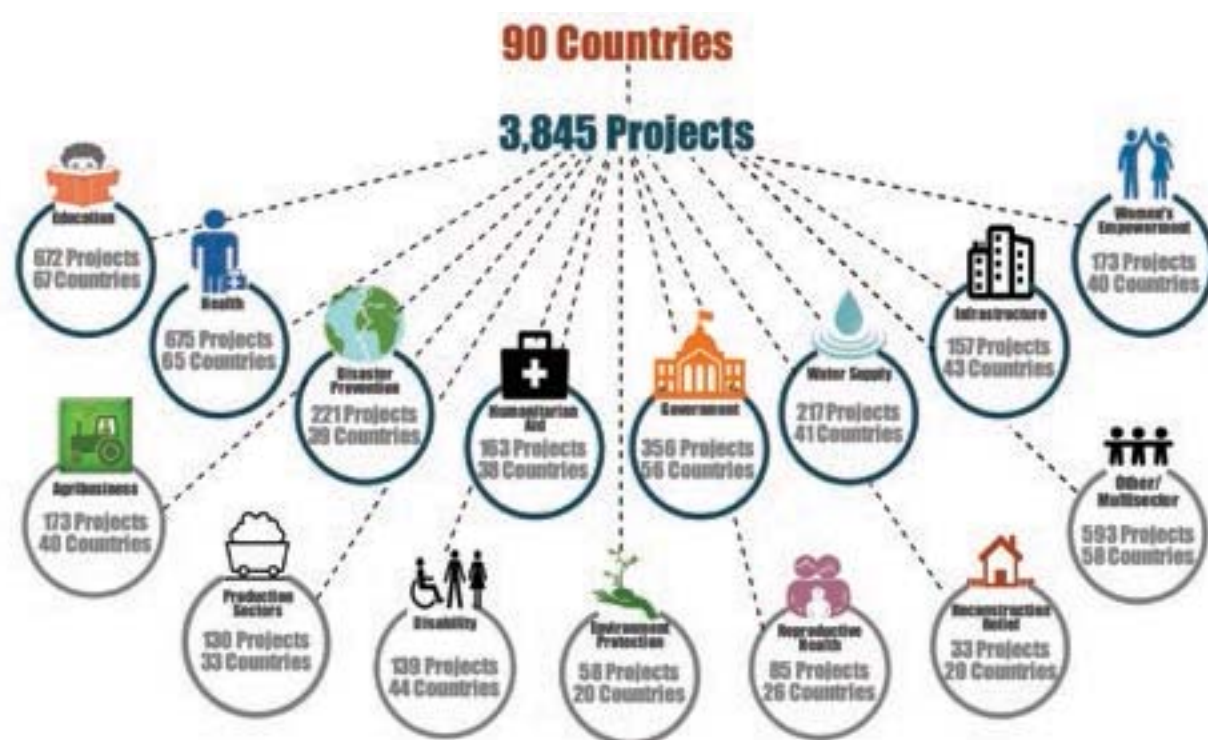 90 Countries
3,845 Projects
Education
672 Projects
67 Countries
Health
675 Projects
65 Countries
Disaster
Prevention
221 Projects
39 Countries
Humanitarian
Aid
163 Projects
38 Countries
Government
356 Projects
56 Countries
Water Supply
217 Projects
41 Countries
Infrastructure
157 Projects
43 Countries
Women's
Empowerment
173 Projects
40 Countries
Agribusiness
173 Projects
40 Countries
Production
Sectors
130 Projects
33 Countries
Disability
139 Projects
44 Countries
Environment
Protection
58 Projects
20 Countries
Reproductive
Health
85 Projects
26 Countries
Reconstruction
Relief
33 Projects
20 Countries
Other/
Multisector
593 Projects
58 Countries